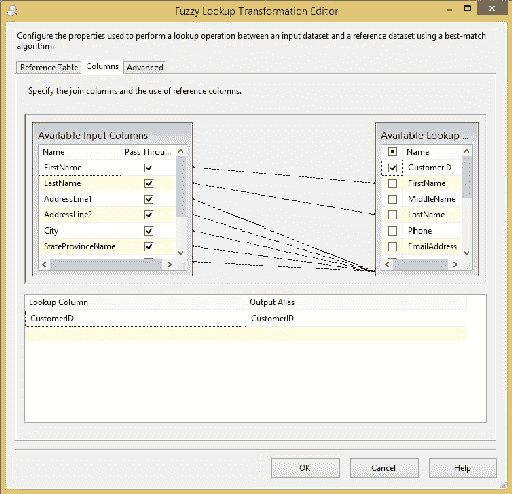 Fuzzy Lookup Transformation Editor
Configure the properties used to perform a lookup operation between an input dataset and a reference dataset using a best-match
algorithm.
Reference Table Columns Advanced
Specify the join columns and the use of reference columns.
Available Input Columns
Name Pass Throu...
FirstName
LastName
AddressLine1
AddressLine2
City
StateProvinceName
Available Lookup ...
Name
CustomerID
FirstName
MiddleName
LastName
Phone
EmailAddress
Lookup Column Output Alias
CustomerID CustomerID
OK Cancel Help